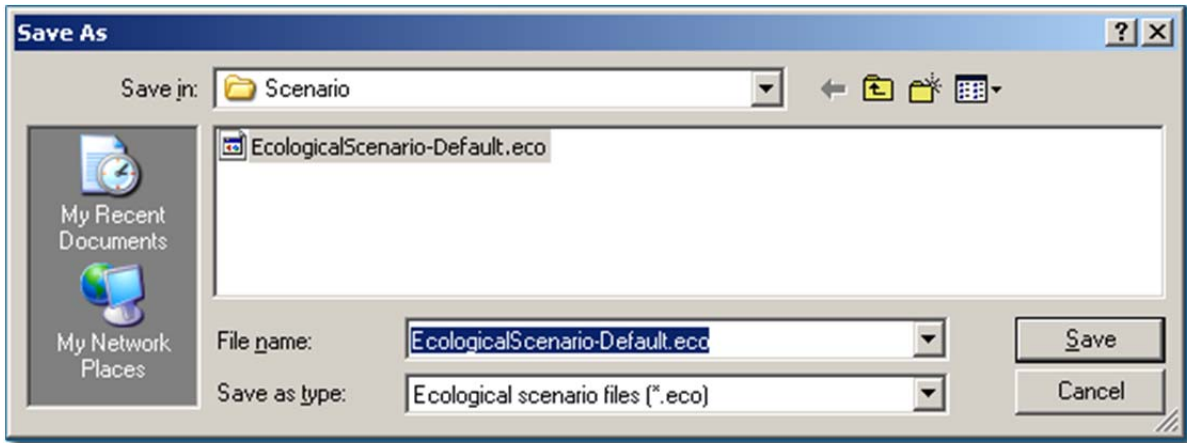 Save As
Save in: Scenario
EcologicalScenario-Default.eco
My Recent
Documents
My Network
Places
File name: EcologicalScenario-Default.eco Save
Save as type: Ecological scenario files (*.eco) Cancel